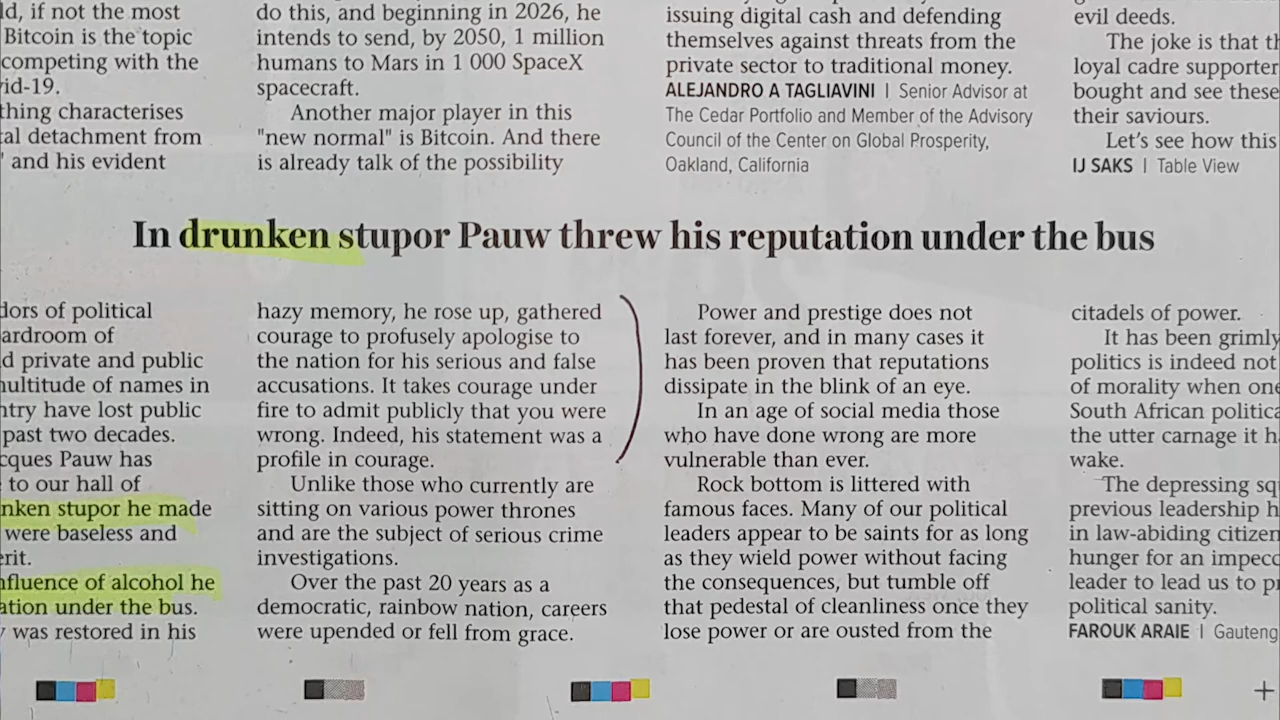 ld, if not the most
Bitcoin is the topic
competing with the
id-19.
thing characterises
al detachment from
' and his evident
do this, and beginning in 2026, he
intends to send, by 2050, 1 million
humans to Mars in 1 000 SpaceX
spacecraft.
Another major player in this
"new normal" is Bitcoin. And there
is already talk of the possibility
issuing digital cash and defending
themselves against threats from the
private sector to traditional money.
ALEJANDRO A TAGLIAVINI | Senior Advisor at
The Cedar Portfolio and Member of the Advisory
Council of the Center on Global Prosperity,
Oakland, California
evil deeds.
The joke is that th
loyal cadre supporter
bought and see these
their saviours.
Let's see how this
IJ SAKS | Table View
In drunken stupor Pauw threw his reputation under the bus
dors of political
ardroom of
d private and public
nultitude of names in
ntry have lost public
past two decades.
cques Pauw has
to our hall of
nken stupor he made
were baseless and
erit.
nfluence of alcohol he
ation under the bus.
was restored in his
hazy memory, he rose up, gathered
courage to profusely apologise to
the nation for his serious and false
accusations. It takes courage under
fire to admit publicly that you were
wrong. Indeed, his statement was a
profile in courage.
Unlike those who currently are
sitting on various power thrones
and are the subject of serious crime
investigations.
Over the past 20 years as a
democratic, rainbow nation, careers
were upended or fell from grace.
Power and prestige does not
last forever, and in many cases it
has been proven that reputations
dissipate in the blink of an eye.
In an age of social media those
who have done wrong are more
vulnerable than ever.
Rock bottom is littered with
famous faces. Many of our political
leaders appear to be saints for as long
as they wield power without facing
the consequences, but tumble off
that pedestal of cleanliness once they
lose power or are ousted from the
citadels of power.
It has been grimly
politics is indeed not
of morality when one
South African politica
the utter carnage it h
wake.
The depressing sq
previous leadership h
in law-abiding citizen
hunger for an impecc
leader to lead us to p
political sanity.
FAROUK ARAIE | Gauteng